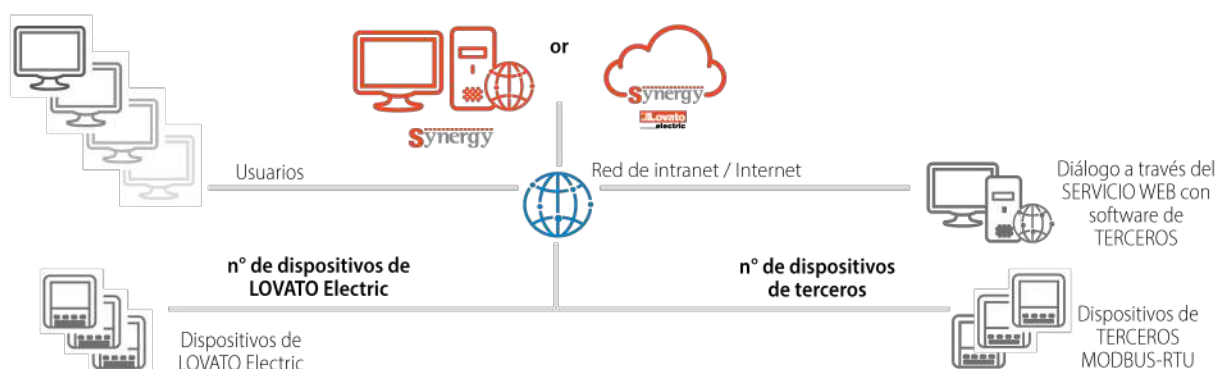 or
Synergy
Synergy
Lovato
electric
Usuarios
Red de intranet / Internet
Diálogo a través del
SERVICIO WEB con
software de
TERCEROS
n° de dispositivos de
LOVATO Electric
n° de dispositivos
de terceros
Dispositivos de
LOVATO Electric
Dispositivos de
TERCEROS
MODBUS-RTU